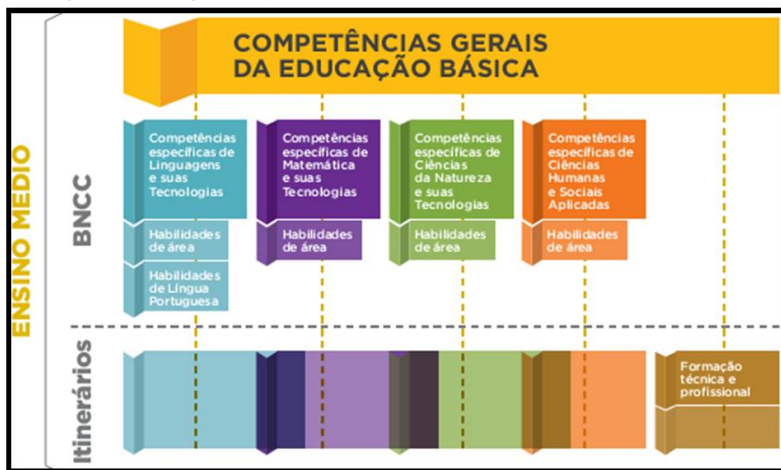 COMPETÊNCIAS GERAIS
DA EDUCAÇÃO BÁSICA
ENSINO MÉDIO
BNCC
Competências
específicas de
Linguagens
e suas
Tecnologias
Habilidades
de área
Habilidades
de Língua
Portuguesa
Competências
específicas de
Matemática
e suas
Tecnologias
Habilidades
de área
Competências
específicas de
Ciências
da Natureza
e suas
Tecnologias
Habilidades
de área
Competências
específicas de
Ciências
Humanas
e Sociais
Aplicadas
Habilidades
de área
Itinerários
Formação
técnica e
profissional